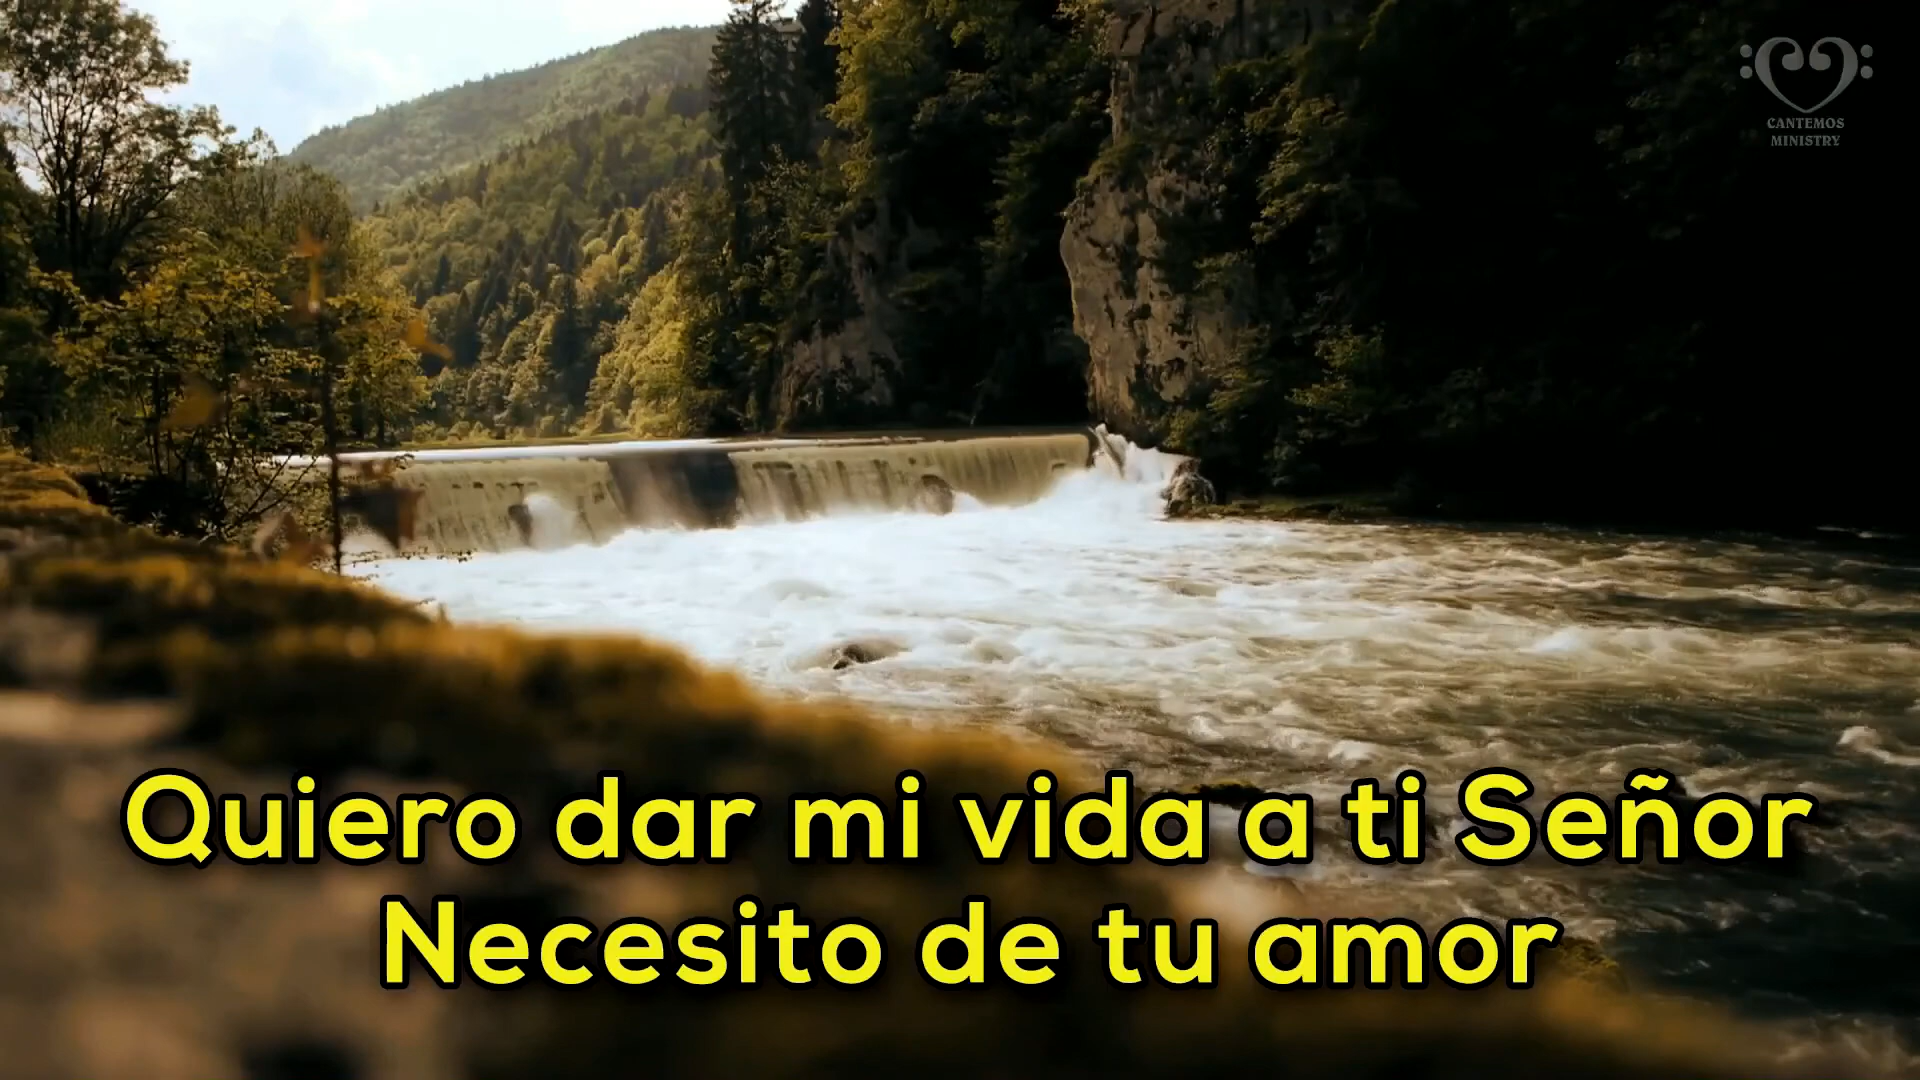 CANTEMOS
MINISTRY
Quiero dar mi vida a ti Señor
Necesito de tu amor